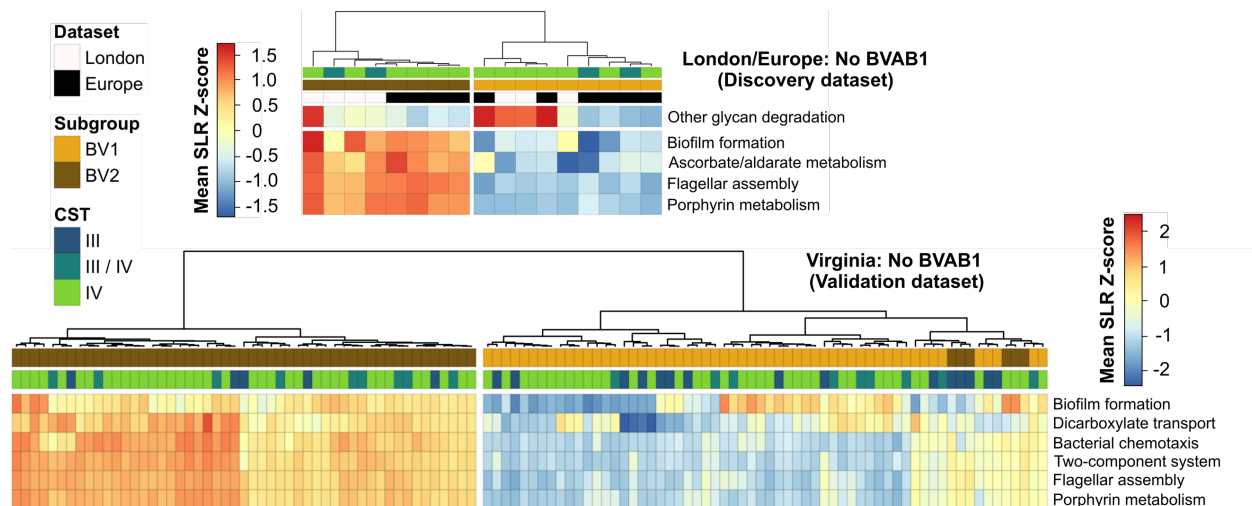 Dataset
London
Europe
Subgroup
BV1
BV2
CST
III
III / IV
IV
Mean SLR Z-score
1.5
1.0
0.5
0
-0.5
-1.0
-1.5
London/Europe: No BVAB1
(Discovery dataset)
Other glycan degradation
Biofilm formation
Ascorbate/aldarate metabolism
Flagellar assembly
Porphyrin metabolism
Virginia: No BVAB1
(Validation dataset)
Mean SLR Z-score
2
1
0
-1
-2
Biofilm formation
Dicarboxylate transport
Bacterial chemotaxis
Two-component system
Flagellar assembly
Porphyrin metabolism